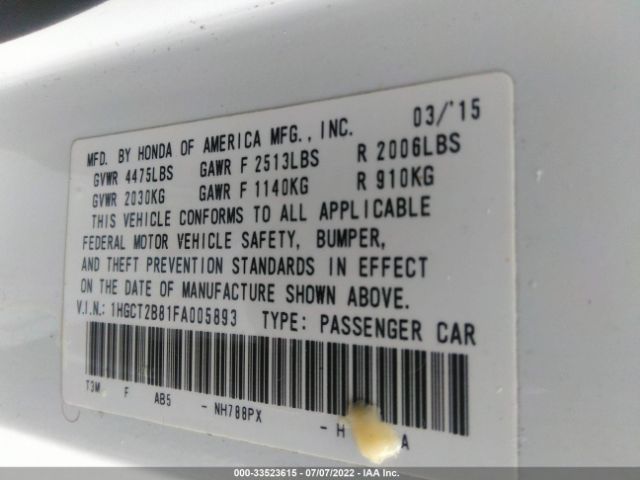 MFD. BY HONDA OF AMERICA MFG., INC. 03/'15
GVWR 4475LBS GAWR F 2513LBS R 2006LBS
GVWR 2030KG GAWR F 1140KG R 910KG
THIS VEHICLE CONFORMS TO ALL APPLICABLE
FEDERAL MOTOR VEHICLE SAFETY, BUMPER,
AND THEFT PREVENTION STANDARDS IN EFFECT
ON THE DATE OF MANUFACTURE SHOWN ABOVE.
V.I.N.: 1HGCT2B81FA005893 TYPE: PASSENGER CAR
T3M F AB5 - NH788PX - H A
000-33523615 - 07/07/2022 - IAA Inc.